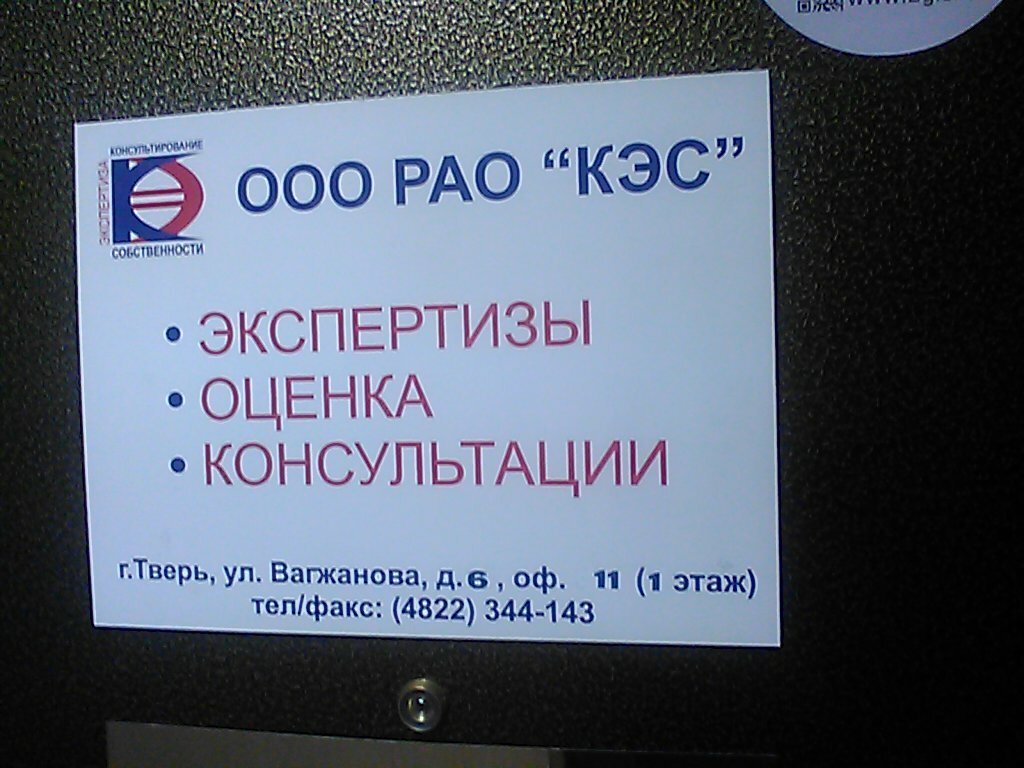 КОНСУЛЬТИРОВАНИЕ
ЭКСПЕРТИЗА
СОБСТВЕННОСТИ
ООО РАО “КЭС”
• ЭКСПЕРТИЗЫ
• ОЦЕНКА
• КОНСУЛЬТАЦИИ
г.Тверь, ул. Вагжанова, д.6 , оф. 11 (1 этаж)
тел/факс: (4822) 344-143